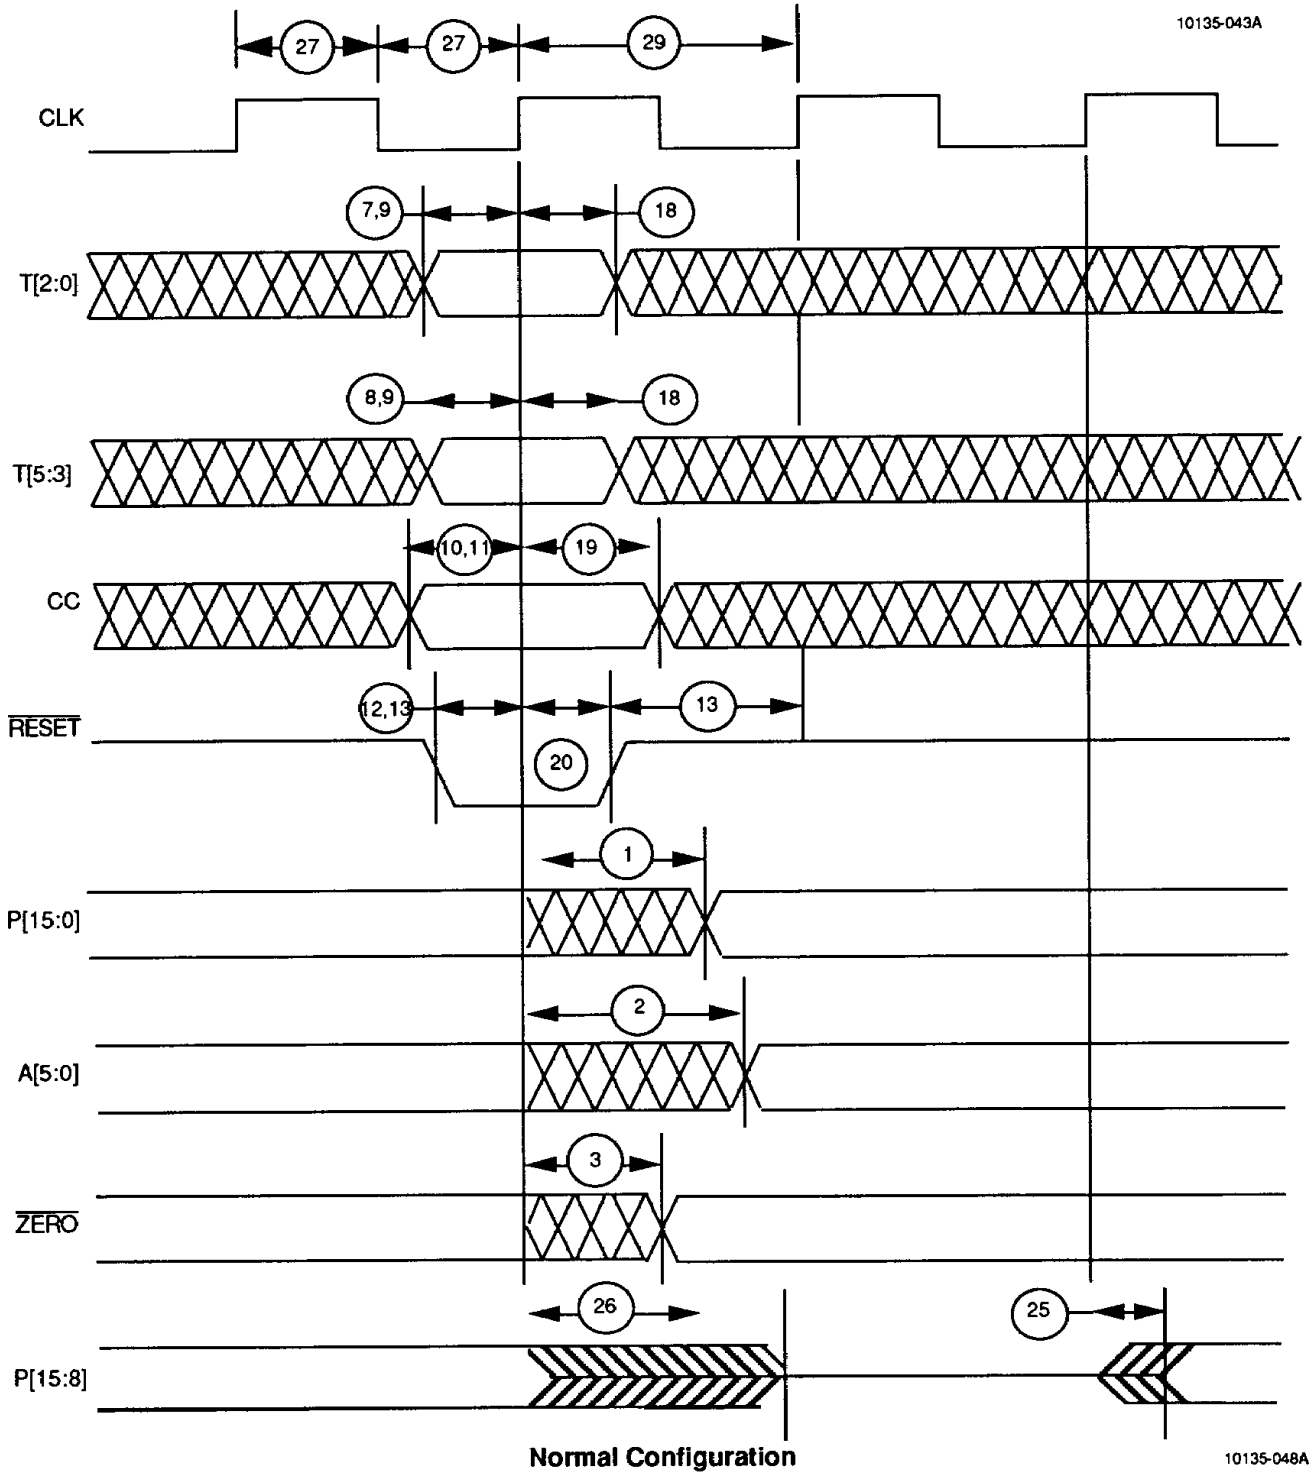 10135-043A
27 27 29
CLK
7,9 18
T[2:0]
8,9 18
T[5:3]
10,11 19
CC
12,13 13
RESET
20
1
P[15:0]
2
A[5:0]
3
ZERO
26 25
P[15:8]
Normal Configuration
10135-048A